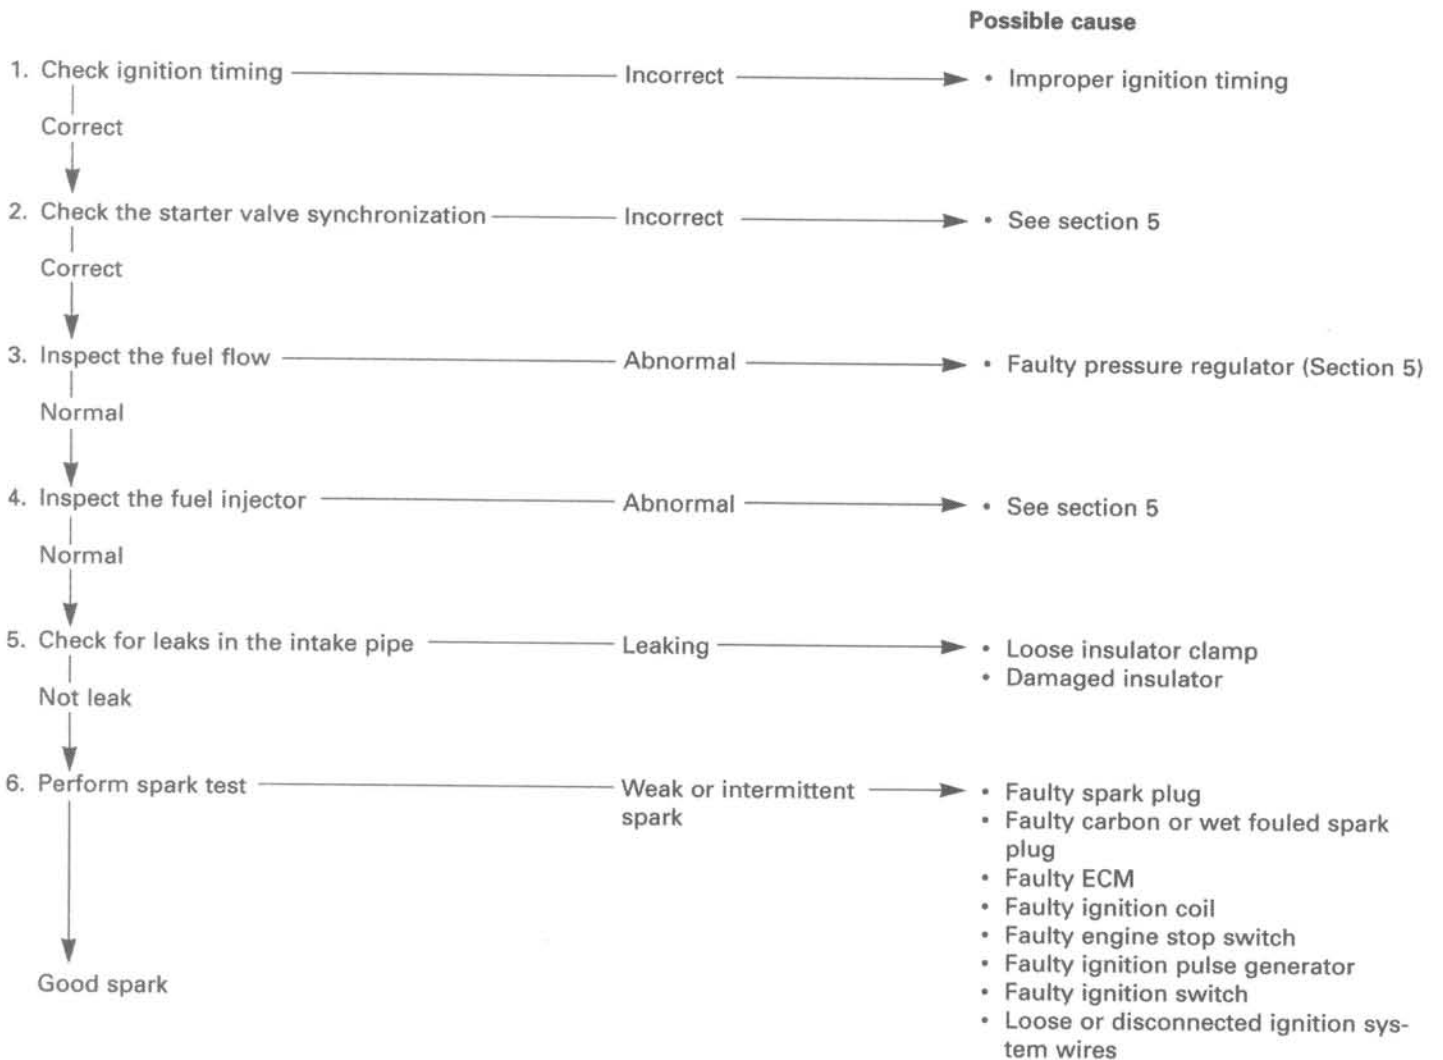 Possible cause
1. Check ignition timing Incorrect • Improper ignition timing
Correct
2. Check the starter valve synchronization Incorrect • See section 5
Correct
3. Inspect the fuel flow Abnormal • Faulty pressure regulator (Section 5)
Normal
4. Inspect the fuel injector Abnormal • See section 5
Normal
5. Check for leaks in the intake pipe Leaking • Loose insulator clamp
• Damaged insulator
Not leak
6. Perform spark test Weak or intermittent • Faulty spark plug
spark • Faulty carbon or wet fouled spark
plug
• Faulty ECM
• Faulty ignition coil
• Faulty engine stop switch
Good spark • Faulty ignition pulse generator
• Faulty ignition switch
• Loose or disconnected ignition sys-
tem wires